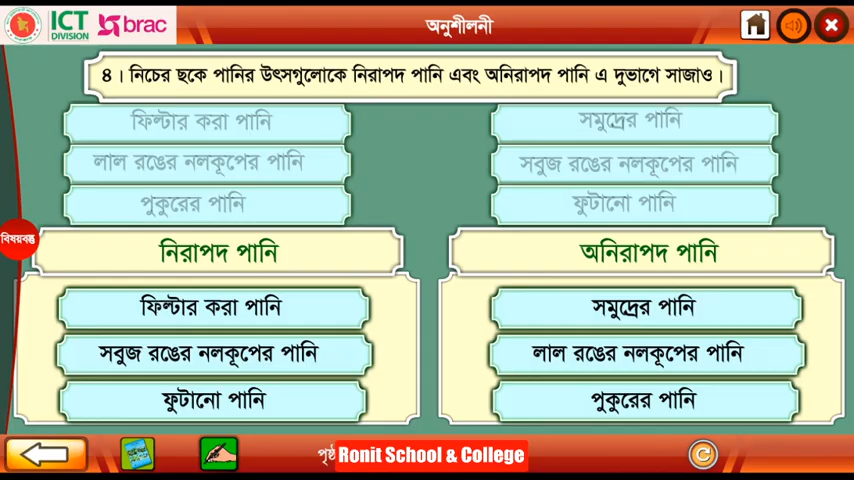 ICT
DIVISION
brac
অনুশীলনী
৪। নিচের ছকে পানির উৎসগুলোকে নিরাপদ পানি এবং অনিরাপদ পানি এ দুভাগে সাজাও।
ফিল্টার করা পানি
সমুদ্রের পানি
লাল রঙের নলকূপের পানি
সবুজ রঙের নলকূপের পানি
পুকুরের পানি
ফুটানো পানি
বিষয়বস্তু
নিরাপদ পানি
অনিরাপদ পানি
ফিল্টার করা পানি
সমুদ্রের পানি
সবুজ রঙের নলকূপের পানি
লাল রঙের নলকূপের পানি
ফুটানো পানি
পুকুরের পানি
Ronit School & College